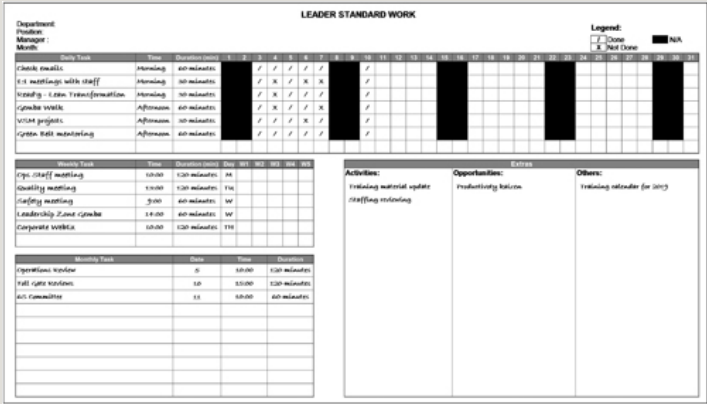 LEADER STANDARD WORK
Department:
Position:
Manager :
Month:
Legend:
/ Done
N/A
X Not Done
Daily Task Time Duration (min) 1 2 3 4 5 6 7 8 9 10 11 12 13 14 15 16 17 18 19 20 21 22 23 24 25 26 27 28 29 30 31
Check emails Morning 60 minutes / / / / / /
1:1 meetings with staff Morning 30 minutes / X / X X /
Ready - Lean Transformation Morning 30 minutes / X / / / /
Gemba Walk Afternoon 60 minutes / X / / X /
VSM projects Afternoon 60 minutes / / / X / /
Green Belt mentoring Afternoon 60 minutes / / / / / /
Weekly Task Time Duration (min) Day W1 W2 W3 W4 W5
Ops Staff meeting 10:00 120 minutes M
Quality meeting 120 minutes TU
Safety meeting 9:00 60 minutes W
Leadership Zone Gemba 14:00 60 minutes W
Corporate WebEx 10:00 120 minutes TH
Monthly Task Date Time Duration
Operations Review 5 10:00 120 minutes
Toll Gate Reviews 10 15:00 120 minutes
Committee 11 10:00 60 minutes
Extras
Activities: Opportunities: Others:
Training material update Productivity kaizen Training calendar for 2019
Staffing reviewing